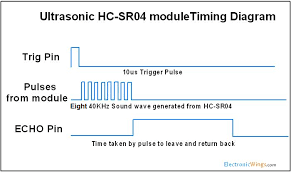 Ultrasonic HC-SR04 moduleTiming Diagram
Trig Pin
10us Trigger Pulse
Pulses
from module
Eight 40KHz Sound wave generated from HC-SR04
ECHO Pin
Time taken by pulse to leave and return back
ElectronicWings.com